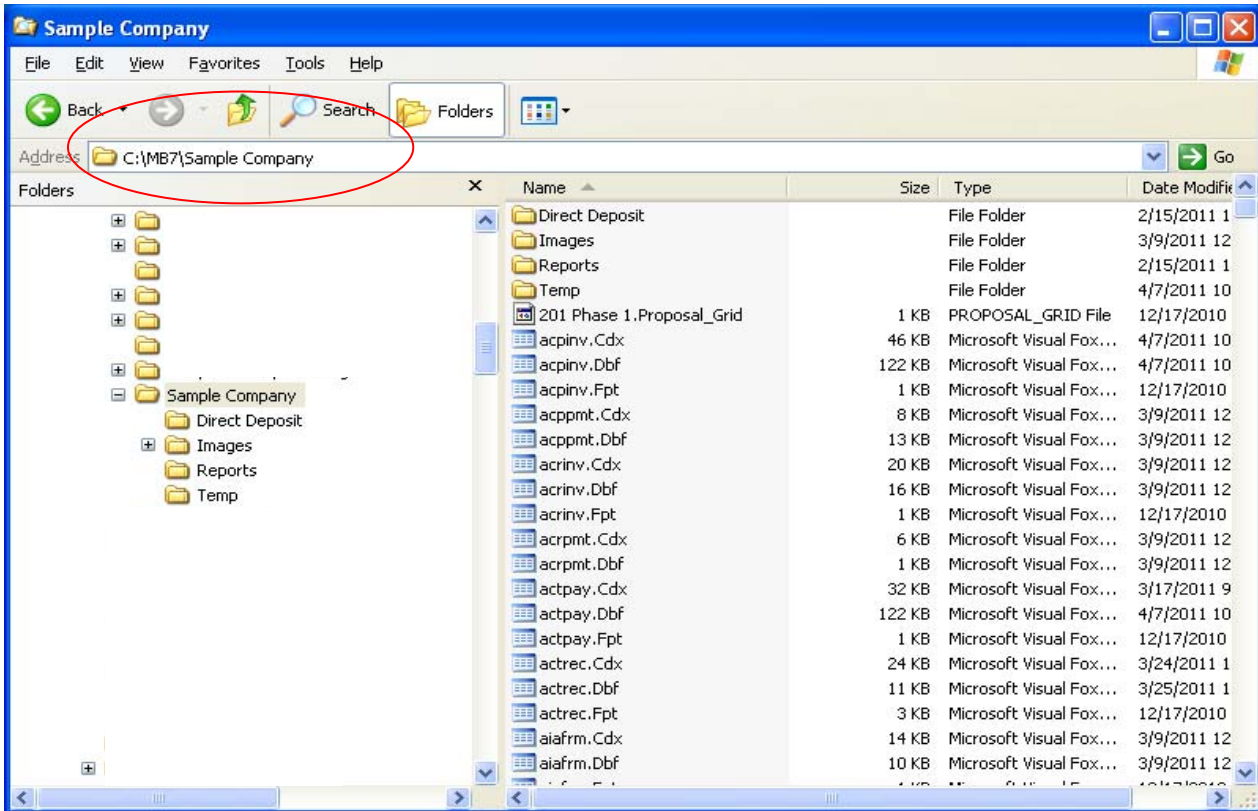 Sample Company
File Edit View Favorites Tools Help
Back Search Folders
Address C:\MB7\Sample Company Go
Folders
Sample Company
Direct Deposit
Images
Reports
Temp
Name Size Type Date Modifie
Direct Deposit File Folder 2/15/2011 1
Images File Folder 3/9/2011 12
Reports File Folder 2/15/2011 1
Temp File Folder 4/7/2011 10
201 Phase 1.Proposal_Grid 1 KB PROPOSAL_GRID File 12/17/2010
acpinv.Cdx 46 KB Microsoft Visual Fox... 4/7/2011 10
acpinv.Dbf 122 KB Microsoft Visual Fox... 4/7/2011 10
acpinv.Fpt 1 KB Microsoft Visual Fox... 12/17/2010
acppmt.Cdx 8 KB Microsoft Visual Fox... 3/9/2011 12
acppmt.Dbf 13 KB Microsoft Visual Fox... 3/9/2011 12
acrinv.Cdx 20 KB Microsoft Visual Fox... 3/9/2011 12
acrinv.Dbf 16 KB Microsoft Visual Fox... 3/9/2011 12
acrinv.Fpt 1 KB Microsoft Visual Fox... 12/17/2010
acrpmt.Cdx 6 KB Microsoft Visual Fox... 3/9/2011 12
acrpmt.Dbf 1 KB Microsoft Visual Fox... 3/9/2011 12
actpay.Cdx 32 KB Microsoft Visual Fox... 3/17/2011 9
actpay.Dbf 122 KB Microsoft Visual Fox... 4/7/2011 10
actpay.Fpt 1 KB Microsoft Visual Fox... 12/17/2010
actrec.Cdx 24 KB Microsoft Visual Fox... 3/24/2011 1
actrec.Dbf 11 KB Microsoft Visual Fox... 3/25/2011 1
actrec.Fpt 3 KB Microsoft Visual Fox... 12/17/2010
aiafrm.Cdx 14 KB Microsoft Visual Fox... 3/9/2011 12
aiafrm.Dbf 10 KB Microsoft Visual Fox... 3/9/2011 12